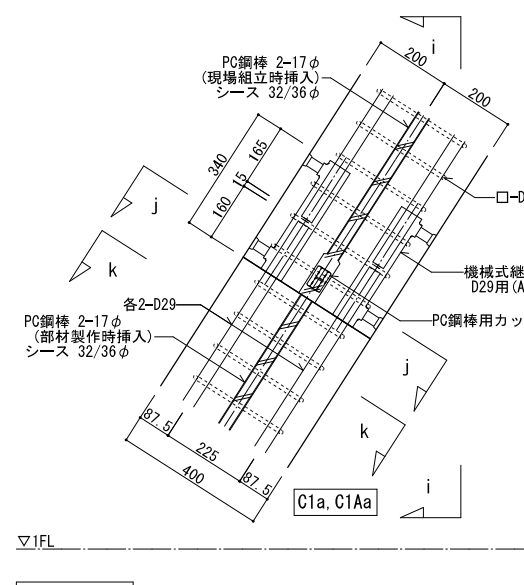 i
200
200
PC鋼棒 2-17φ
(現場組立時挿入)
シース 32/36φ
340
165
15
160
j
k
□-D
機械式継
D29用(A
PC鋼棒用カッ
各2-D29
PC鋼棒 2-17φ
(部材製作時挿入)
シース 32/36φ
j
k
87.5
225
87.5
400
C1a, C1Aa
i
▽1FL